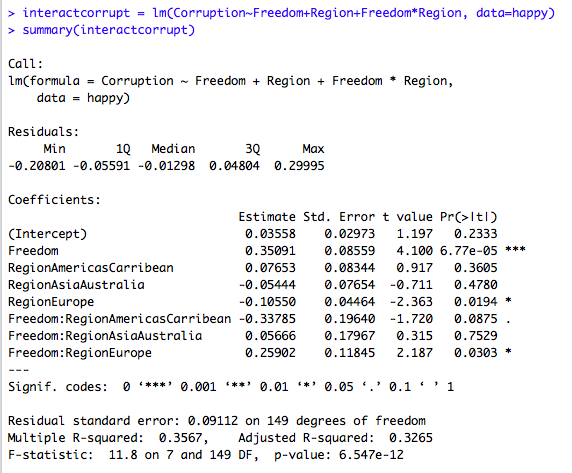 > interactcorrupt = lm(Corruption~Freedom+Region+Freedom*Region, data=happy)
> summary(interactcorrupt)

Call:
lm(formula = Corruption ~ Freedom + Region + Freedom * Region,
    data = happy)

Residuals:
     Min       1Q   Median       3Q      Max
-0.20801 -0.05591 -0.01298  0.04804  0.29995

Coefficients:
                                Estimate Std. Error t value Pr(>|t|)
(Intercept)                      0.03558    0.02973   1.197   0.2333
Freedom                          0.35091    0.08559   4.100 6.77e-05 ***
RegionAmericasCarribean          0.07653    0.08344   0.917   0.3605
RegionAsiaAustralia             -0.05444    0.07654  -0.711   0.4780
RegionEurope                    -0.10550    0.04464  -2.363   0.0194 *
Freedom:RegionAmericasCarribean -0.33785    0.19640  -1.720   0.0875 .
Freedom:RegionAsiaAustralia      0.05666    0.17967   0.315   0.7529
Freedom:RegionEurope             0.25902    0.11845   2.187   0.0303 *
---
Signif. codes:  0 ‘***’ 0.001 ‘**’ 0.01 ‘*’ 0.05 ‘.’ 0.1 ‘ ’ 1

Residual standard error: 0.09112 on 149 degrees of freedom
Multiple R-squared:  0.3567,    Adjusted R-squared:  0.3265
F-statistic:  11.8 on 7 and 149 DF,  p-value: 6.547e-12